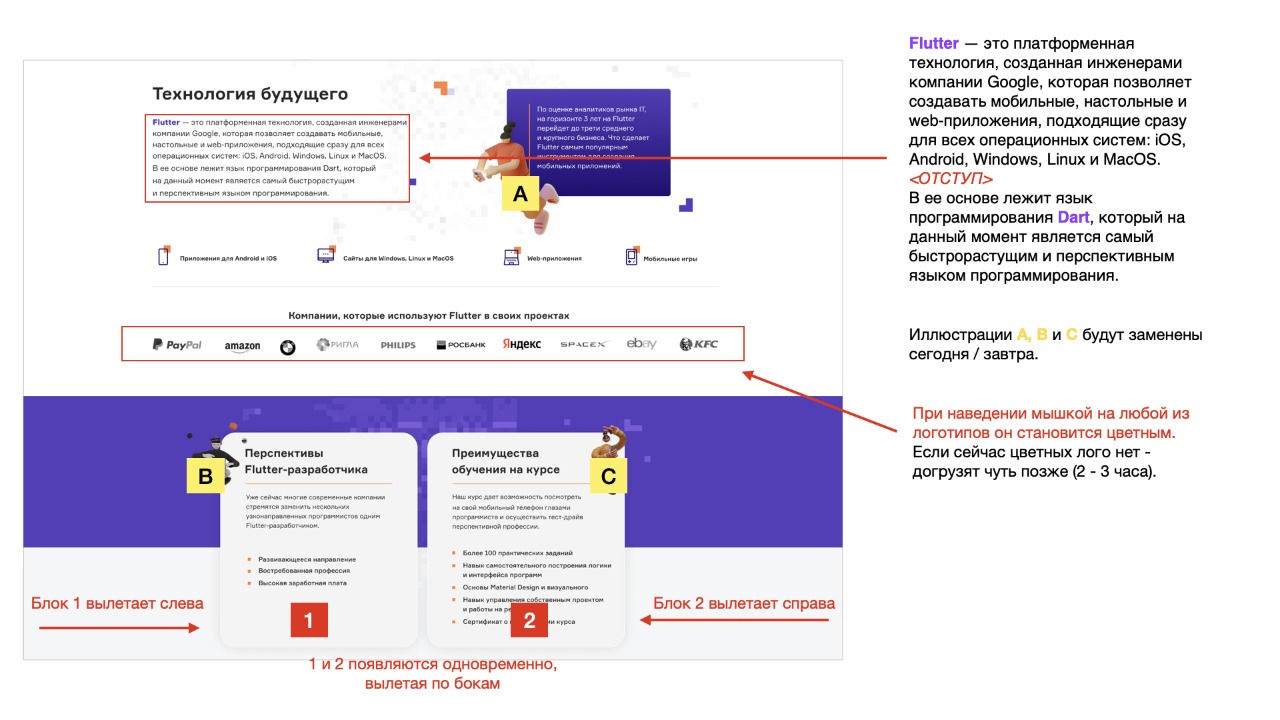 Технология будущего
Flutter — это платформенная технология, созданная инженерами
компании Google, которая позволяет создавать мобильные,
настольные и web-приложения, подходящие сразу для всех
операционных систем: iOS, Android, Windows, Linux и MacOS.
В ее основе лежит язык программирования Dart, который
на данный момент является самый быстрорастущим
и перспективным языком программирования.
По оценке аналитиков рынка IT,
на горизонте 3 лет на Flutter
перейдет до трети среднего
и крупного бизнеса. Что сделает
Flutter самым популярным
инструментом для создания
мобильных приложений.
A
Приложения для Android и iOS
Сайты для Windows, Linux и MacOS
Web-приложения
Мобильные игры
Компании, которые используют Flutter в своих проектах
PayPal
amazon
РИГЛА
PHILIPS
РОСБАНК
Яндекс
SPACEX
ebay
KFC
B
Перспективы
Flutter-разработчика
Уже сейчас многие современные компании
стремятся заменить нескольких
узконаправленных программистов одним
Flutter-разработчиком.
Развивающееся направление
Востребованная профессия
Высокая заработная плата
1
C
Преимущества
обучения на курсе
Наш курс дает возможность посмотреть
на свой мобильный телефон глазами
программиста и осуществить тест-драйв
перспективной профессии.
Более 100 практических заданий
Навык самостоятельного построения логики
и интерфейса программ
Основы Material Design и визуального
Навык управления собственным проектом
и работы на
Сертификат о
курса
2
Блок 1 вылетает слева
Блок 2 вылетает справа
1 и 2 появляются одновременно,
вылетая по бокам
Flutter — это платформенная
технология, созданная инженерами
компании Google, которая позволяет
создавать мобильные, настольные и
web-приложения, подходящие сразу
для всех операционных систем: iOS,
Android, Windows, Linux и MacOS.
<ОТСТУП>
В ее основе лежит язык
программирования Dart, который на
данный момент является самый
быстрорастущим и перспективным
языком программирования.
Иллюстрации A, B и C будут заменены
сегодня / завтра.
При наведении мышкой на любой из
логотипов он становится цветным.
Если сейчас цветных лого нет -
догрузят чуть позже (2 - 3 часа).